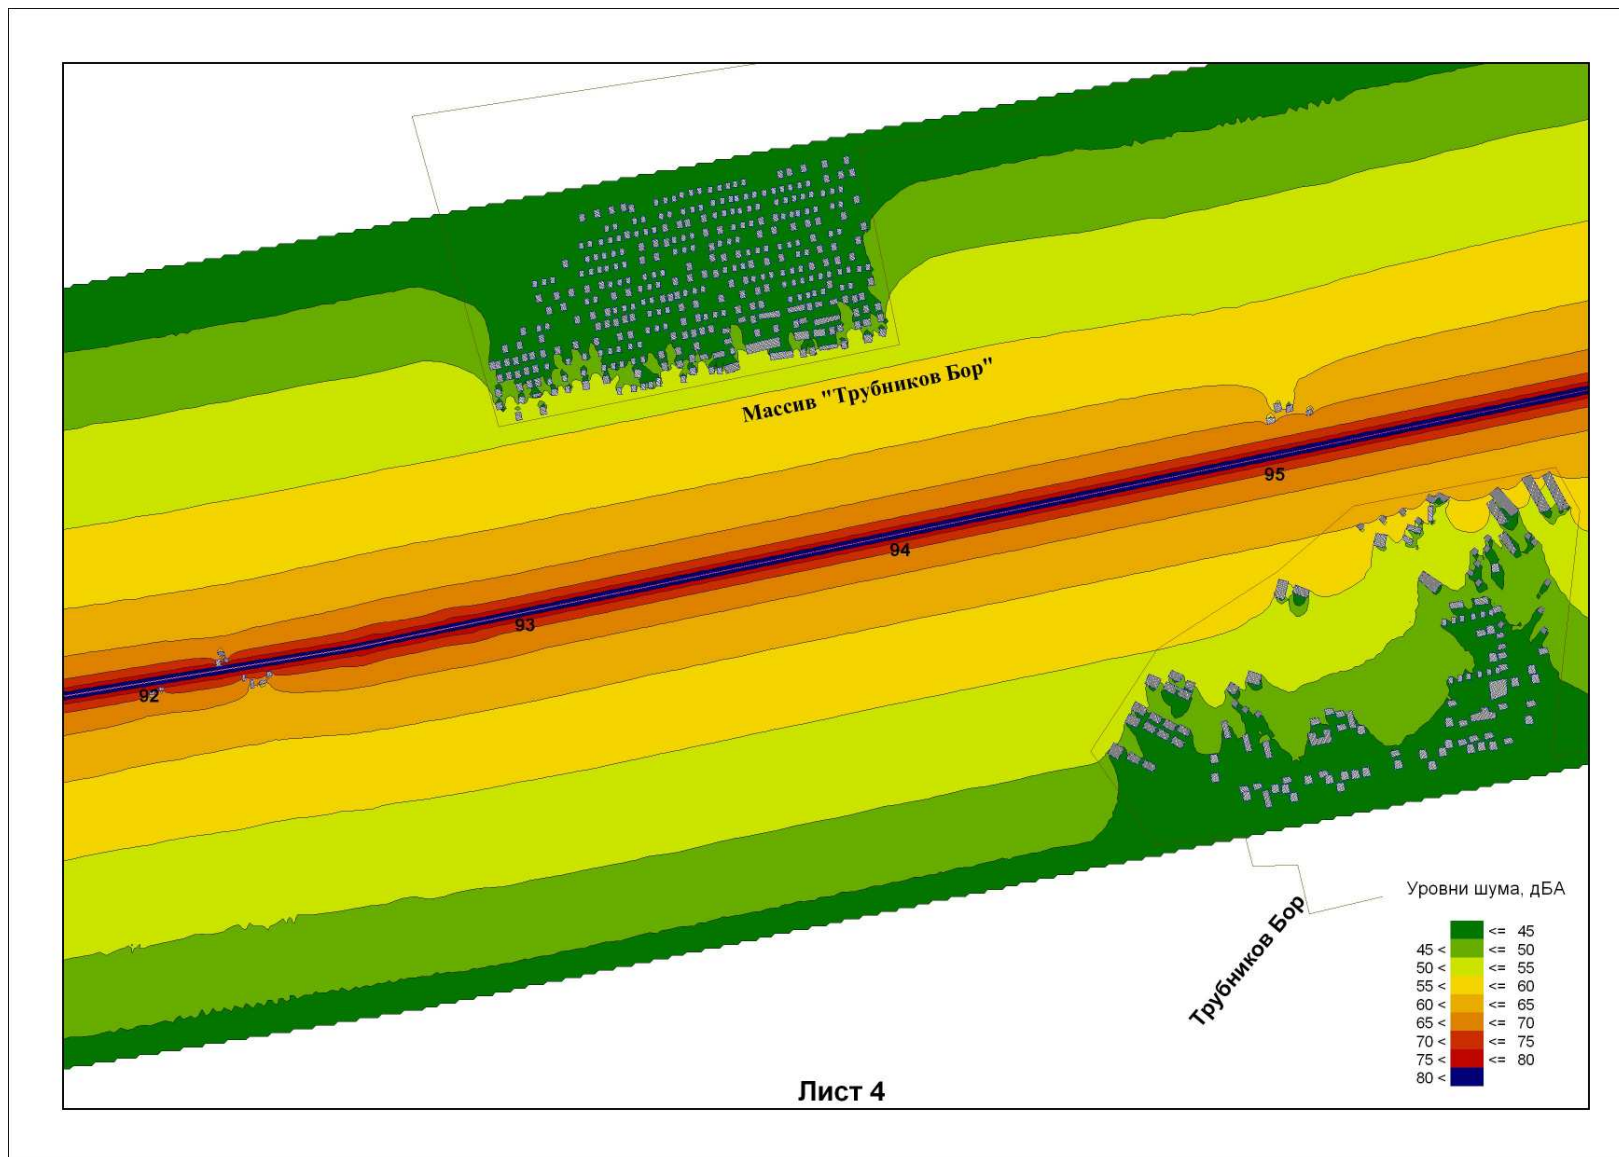 Массив "Трубников Бор"
95
94
93
92
Трубников Бор
Уровни шума, дБА
<= 45
45 < <= 50
50 < <= 55
55 < <= 60
60 < <= 65
65 < <= 70
70 < <= 75
75 < <= 80
80 <
Лист 4